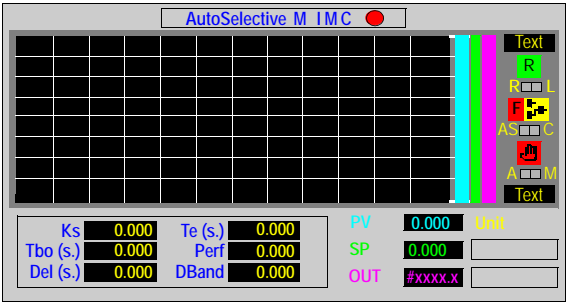 AutoSelective M IMC
Text
R
R L
F
AS C
A M
Text
Ks 0.000 Te (s.) 0.000
Tbo (s.) 0.000 Perf 0.000
Del (s.) 0.000 DBand 0.000
PV 0.000 Unit
SP 0.000
OUT #xxxx.x